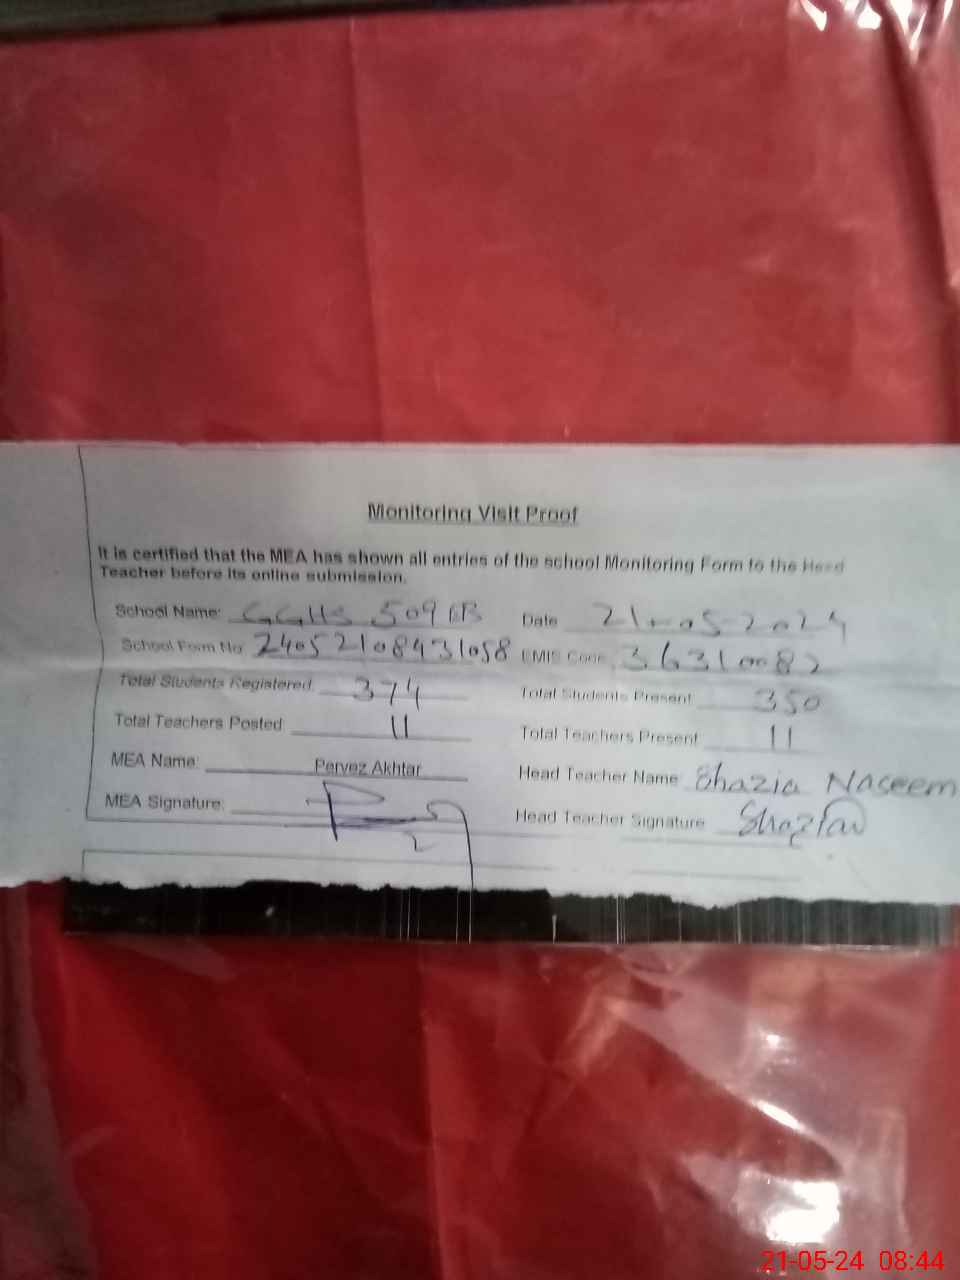 Monitoring Visit Proof
It is certified that the MEA has shown all entries of the school Monitoring Form to the Head
Teacher before its online submission.
School Name: GGHS 509 EB Date 21-05-2024
School Form No 24052108431058 EMIS Code 36310082
Total Students Registered: 374 Total Students Present 350
Total Teachers Posted 11 Total Teachers Present 11
MEA Name: Pervez Akhtar Head Teacher Name Shazia Naseem
MEA Signature: Head Teacher Signature Shazia
21-05-24 08:44